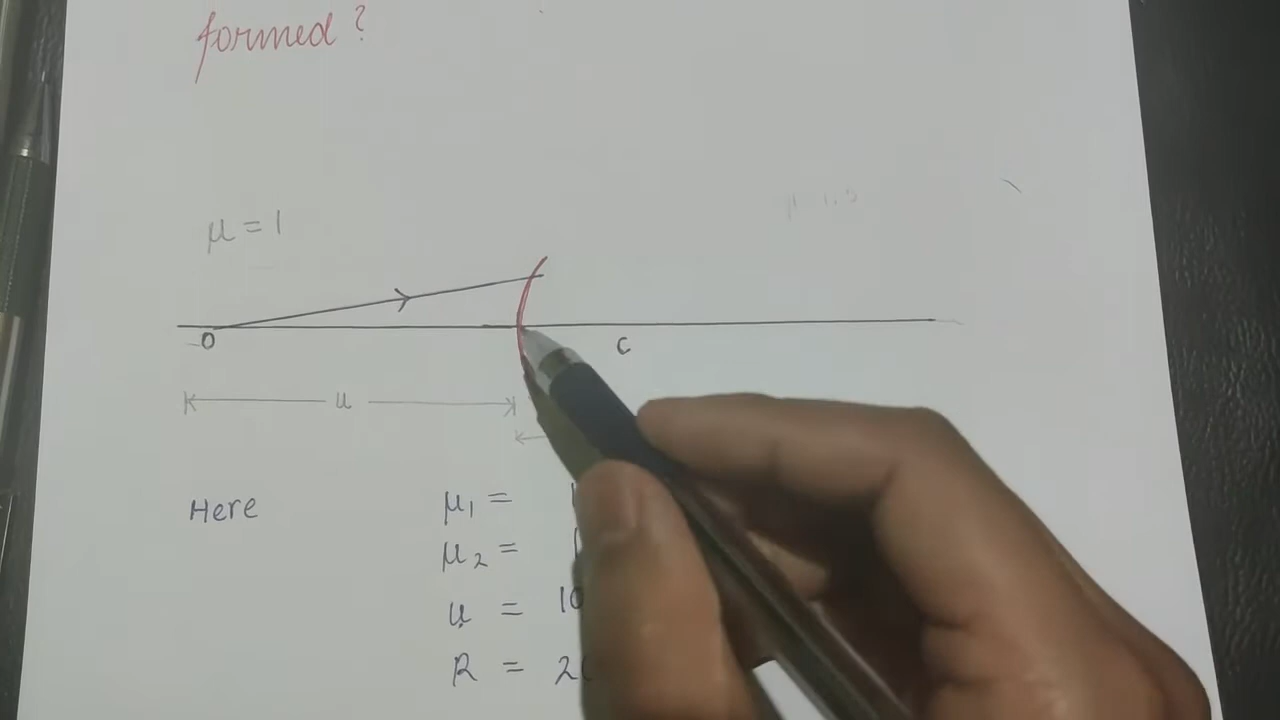 formed ?
μ = 1
O
C
u
Here
μ₁ =
μ₂ =
u =
R =